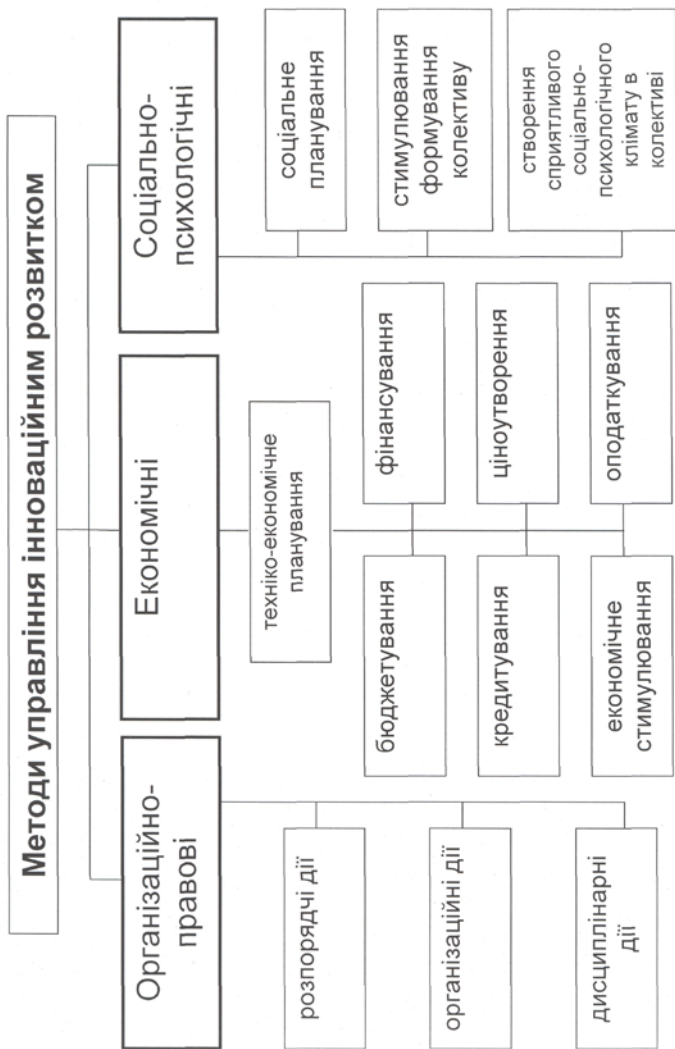 Методи управління інноваційним розвитком
Організаційно-
правові
розпорядчі дії
організаційні дії
дисциплінарні
дії
Економічні
техніко-економічне
планування
бюджетування
фінансування
кредитування
ціноутворення
економічне
стимулювання
оподаткування
Соціально-
психологічні
соціальне
планування
стимулювання
формування
колективу
створення
сприятливого
соціально-
психологічного
клімату в
колективі